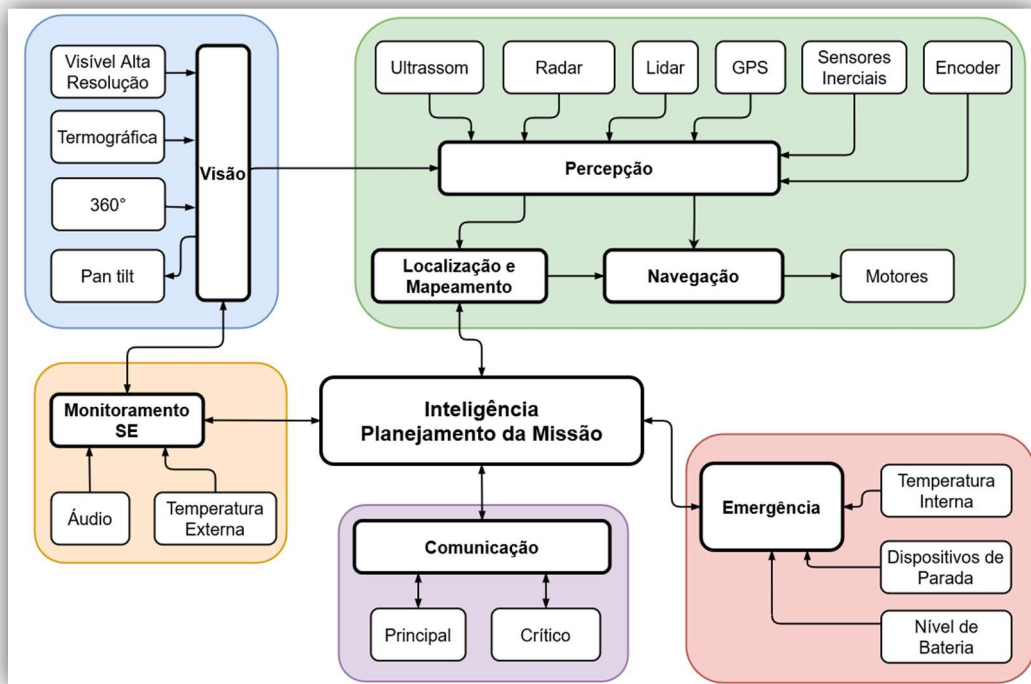 Visível Alta
Resolução
Termográfica
360°
Pan tilt
Visão
Ultrassom
Radar
Lidar
GPS
Sensores
Inerciais
Encoder
Percepção
Localização e
Mapeamento
Navegação
Motores
Monitoramento
SE
Áudio
Temperatura
Externa
Inteligência
Planejamento da Missão
Comunicação
Principal
Crítico
Emergência
Temperatura
Interna
Dispositivos de
Parada
Nível de
Bateria